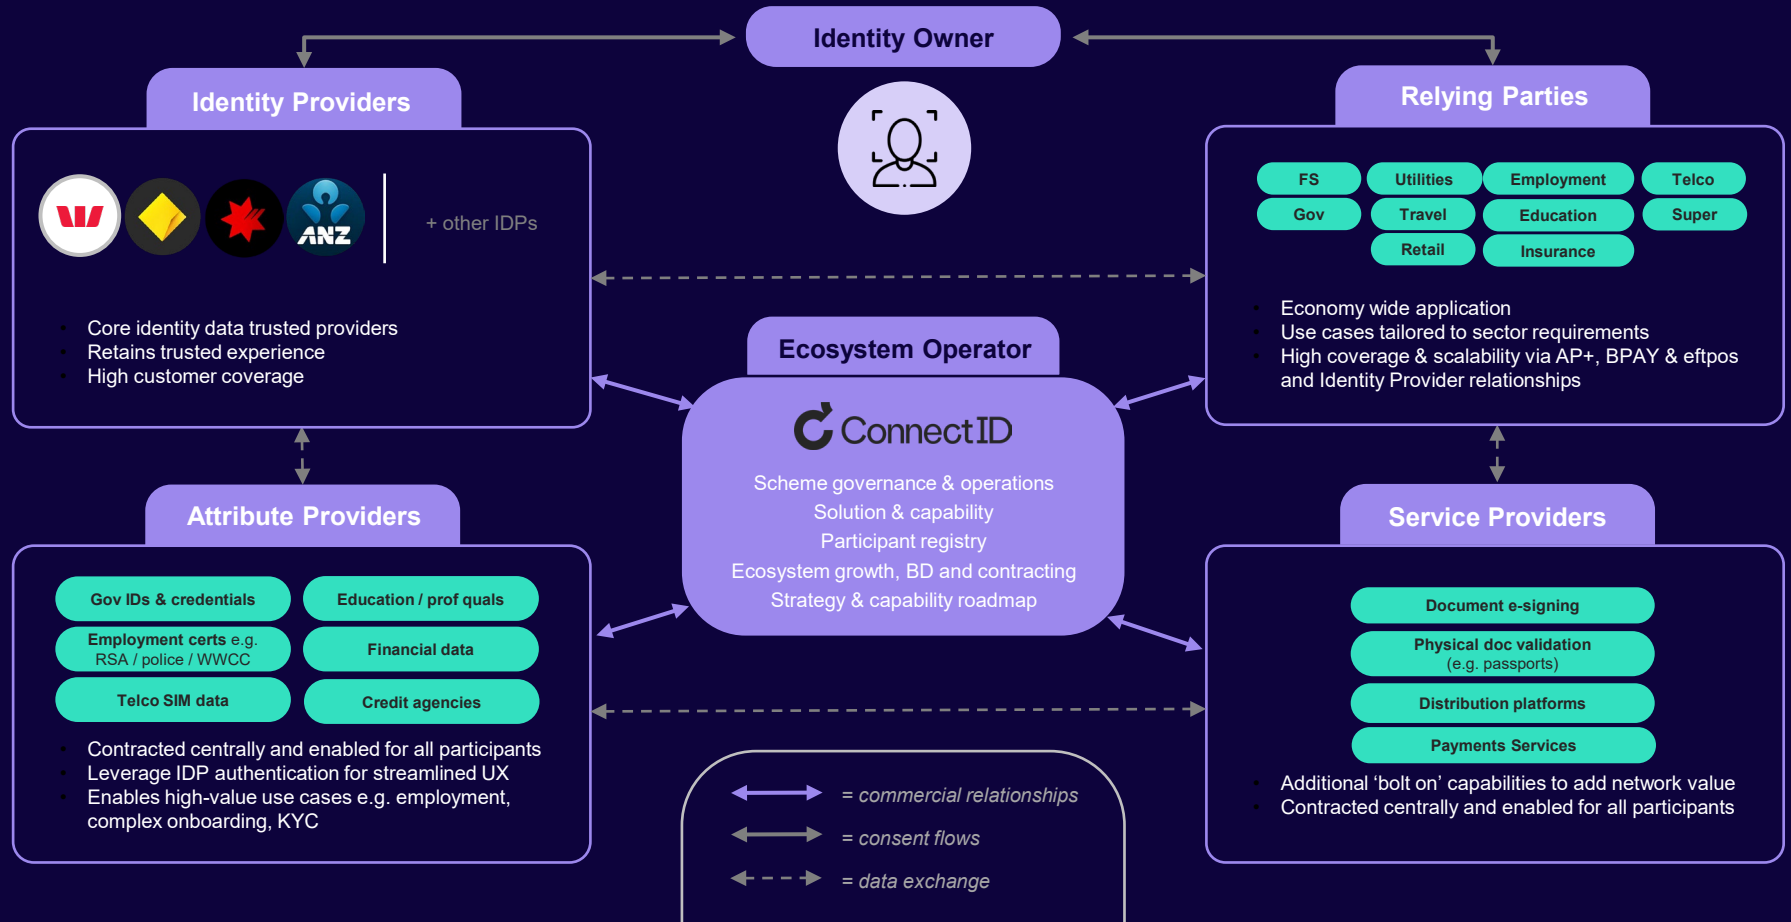 Identity Owner
Identity Providers
ANZ
+ other IDPs
Core identity data trusted providers
Retains trusted experience
High customer coverage
Relying Parties
FS
Utilities
Employment
Telco
Gov
Travel
Education
Super
Retail
Insurance
Economy wide application
Use cases tailored to sector requirements
High coverage & scalability via AP+, BPAY & eftpos
and Identity Provider relationships
Ecosystem Operator
ConnectID
Scheme governance & operations
Solution & capability
Participant registry
Ecosystem growth, BD and contracting
Strategy & capability roadmap
Attribute Providers
Gov IDs & credentials
Education / prof quals
Employment certs e.g.
RSA / police / WWCC
Financial data
Telco SIM data
Credit agencies
Contracted centrally and enabled for all participants
Leverage IDP authentication for streamlined UX
Enables high-value use cases e.g. employment,
complex onboarding, KYC
Service Providers
Document e-signing
Physical doc validation
(e.g. passports)
Distribution platforms
Payments Services
Additional ‘bolt on’ capabilities to add network value
Contracted centrally and enabled for all participants
= commercial relationships
= consent flows
= data exchange